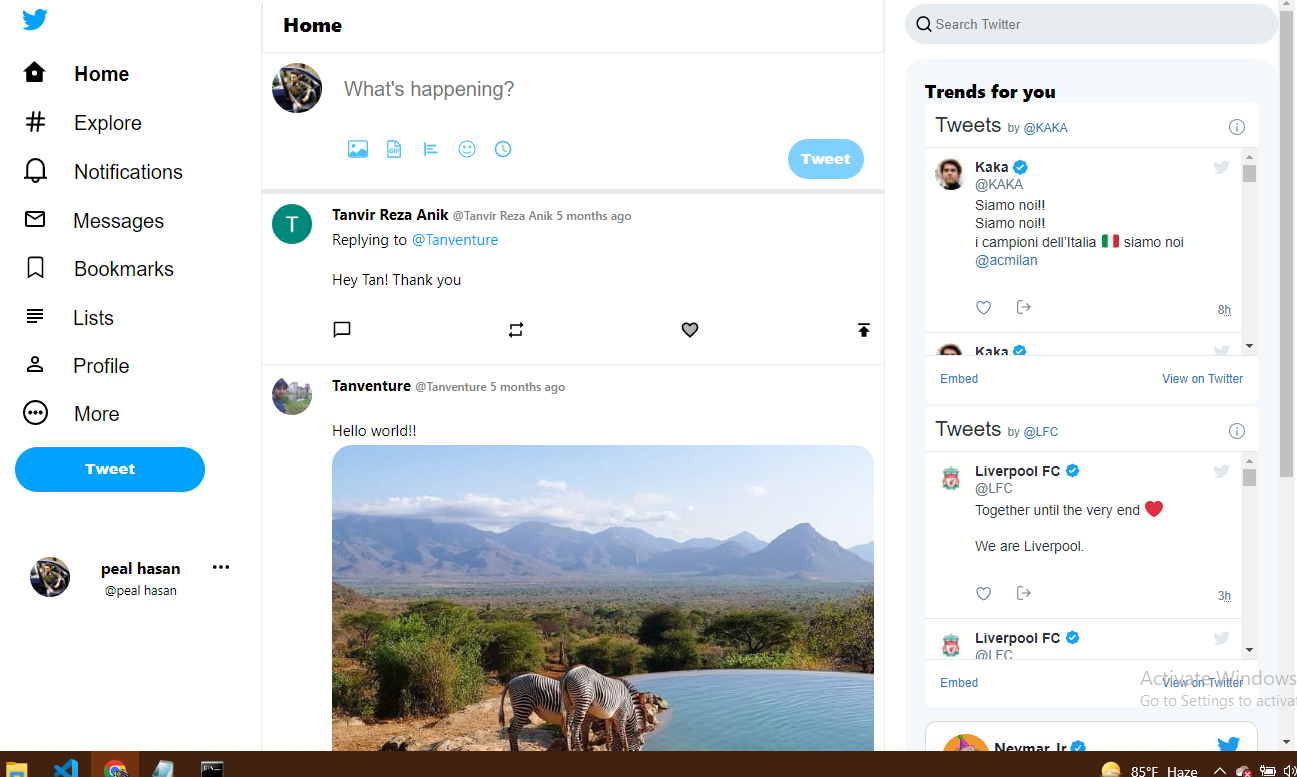 Home
Explore
Notifications
Messages
Bookmarks
Lists
Profile
More
Tweet
peal hasan
@peal hasan
Home
What's happening?
GIF
Tweet
T
Tanvir Reza Anik @Tanvir Reza Anik 5 months ago
Replying to @Tanventure
Hey Tan! Thank you
Tanventure @Tanventure 5 months ago
Hello world!!
Search Twitter
Trends for you
Tweets by @KAKA
Kaka
@KAKA
Siamo noi!!
Siamo noi!!
i campioni dell'Italia 🇮🇹 siamo noi
@acmilan
8h
Kaka
Embed View on Twitter
Tweets by @LFC
Liverpool FC
@LFC
Together until the very end ❤️
We are Liverpool.
3h
Liverpool FC
@LFC
Embed View on Twitter
Activate Windows
Go to Settings to activat
Neymar Jr
85°F Haze